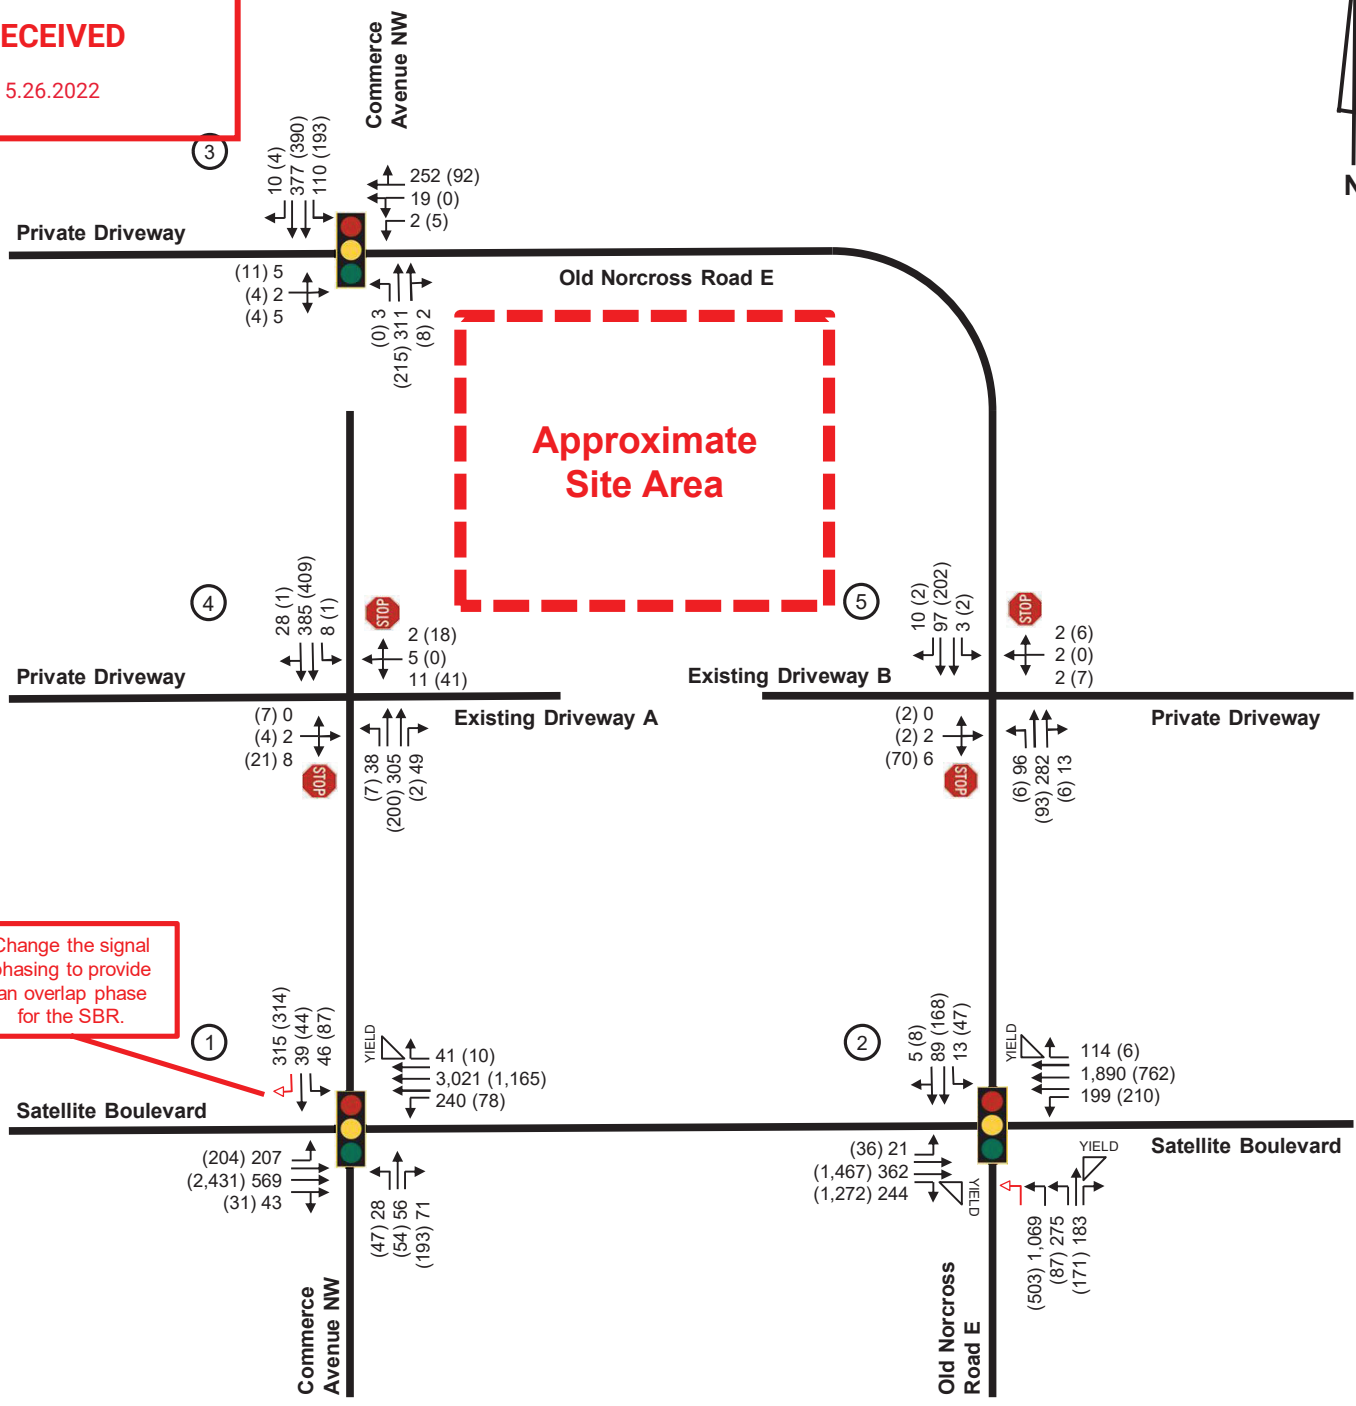 ECEIVED
5.26.2022
Commerce
Avenue NW
3
10 (4)
377 (390)
110 (193)
252 (92)
19 (0)
2 (5)
N
Private Driveway
(11) 5
(4) 2
(4) 5
(0) 3
(215) 311
(8) 2
Old Norcross Road E
Approximate
Site Area
4
28 (1)
385 (409)
8 (1)
STOP
2 (18)
5 (0)
11 (41)
5
10 (2)
97 (202)
3 (2)
STOP
2 (6)
2 (0)
2 (7)
Private Driveway
Existing Driveway A
Existing Driveway B
Private Driveway
(7) 0
(4) 2
(21) 8
STOP
(7) 38
(200) 305
(2) 49
(2) 0
(2) 2
(70) 6
STOP
(6) 96
(93) 282
(6) 13
Change the signal
phasing to provide
an overlap phase
for the SBR.
1
315 (314)
39 (44)
46 (87)
YIELD
41 (10)
3,021 (1,165)
240 (78)
2
5 (8)
89 (168)
13 (47)
YIELD
114 (6)
1,890 (762)
199 (210)
Satellite Boulevard
Satellite Boulevard
(204) 207
(2,431) 569
(31) 43
(47) 28
(54) 56
(193) 71
(36) 21
(1,467) 362
(1,272) 244
YIELD
YIELD
(503) 1,069
(87) 275
(171) 183
Commerce
Avenue NW
Old Norcross
Road E